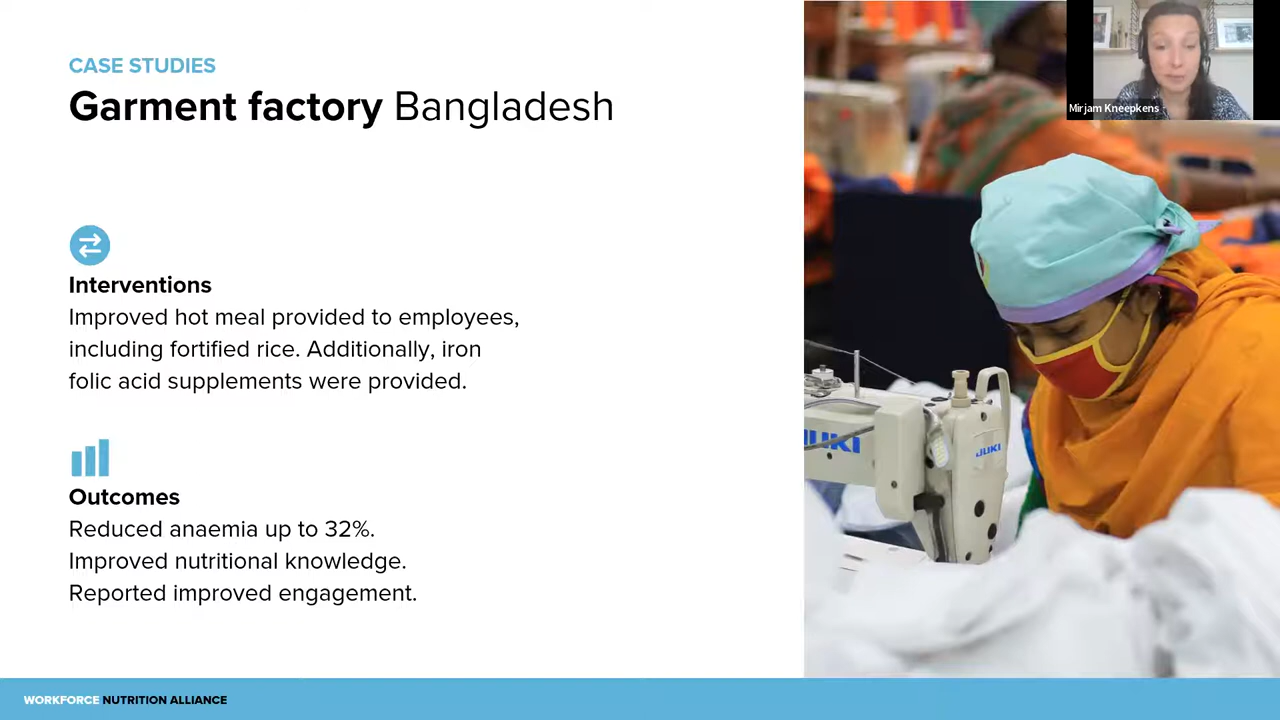 CASE STUDIES
Garment factory Bangladesh
Interventions
Improved hot meal provided to employees,
including fortified rice. Additionally, iron
folic acid supplements were provided.
Outcomes
Reduced anaemia up to 32%.
Improved nutritional knowledge.
Reported improved engagement.
WORKFORCE NUTRITION ALLIANCE
Mirjam Kneepkens
JUKI
JUKI